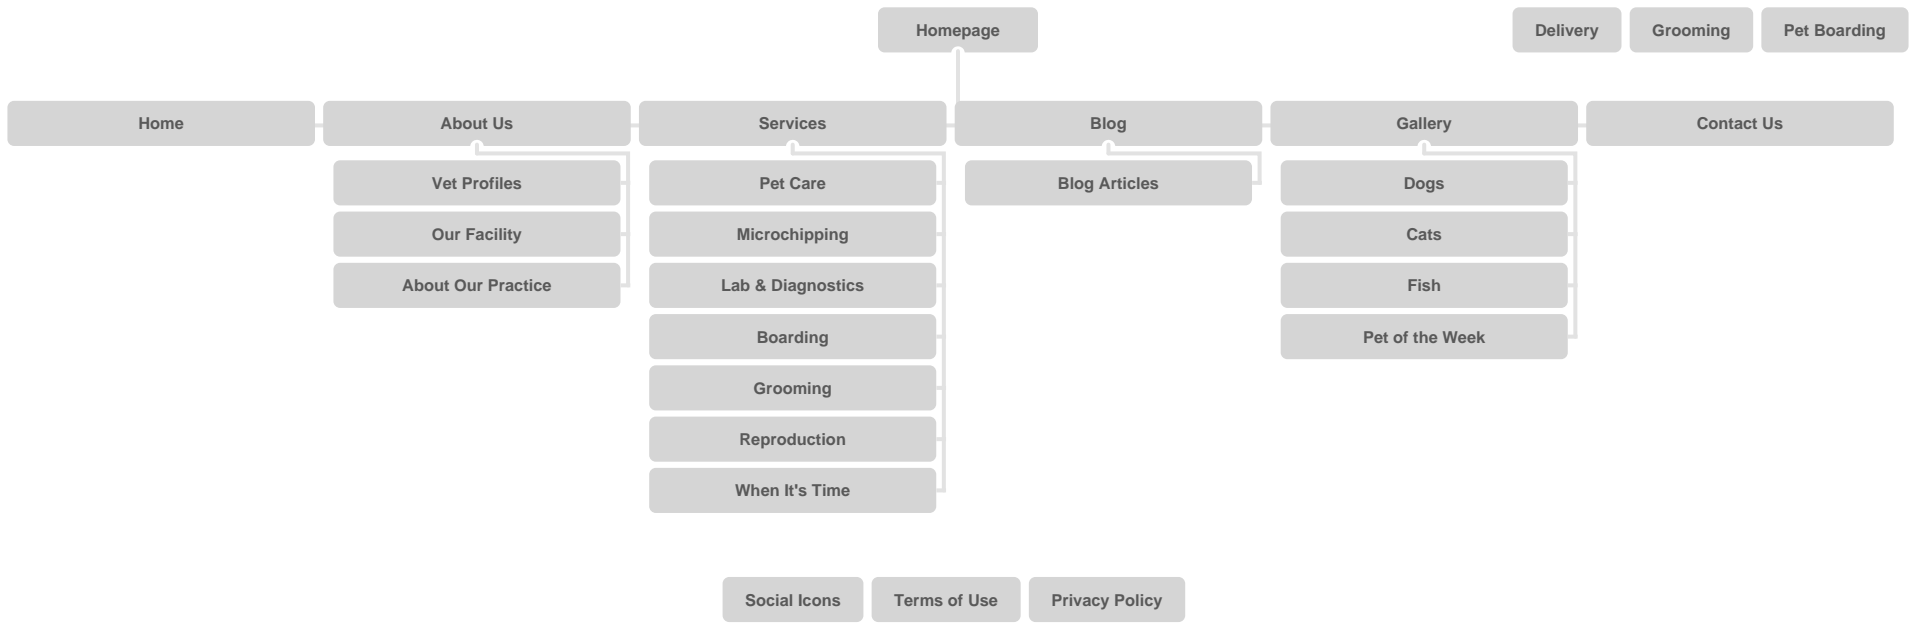 Homepage
Delivery
Grooming
Pet Boarding
Home
About Us
Services
Blog
Gallery
Contact Us
Vet Profiles
Our Facility
About Our Practice
Pet Care
Microchipping
Lab & Diagnostics
Boarding
Grooming
Reproduction
When It's Time
Blog Articles
Dogs
Cats
Fish
Pet of the Week
Social Icons
Terms of Use
Privacy Policy